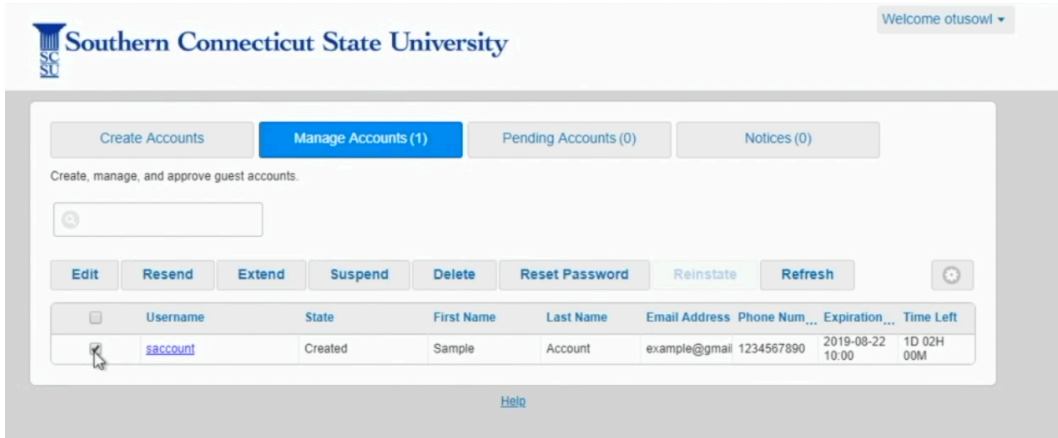 Welcome otusowl
SC
SU
Southern Connecticut State University
Create Accounts Manage Accounts (1) Pending Accounts (0) Notices (0)
Create, manage, and approve guest accounts.
Edit Resend Extend Suspend Delete Reset Password Reinstate Refresh
Username State First Name Last Name Email Address Phone Num... Expiration... Time Left
saccount Created Sample Account example@gmail 1234567890 2019-08-22 10:00 1D 02H 00M
Help